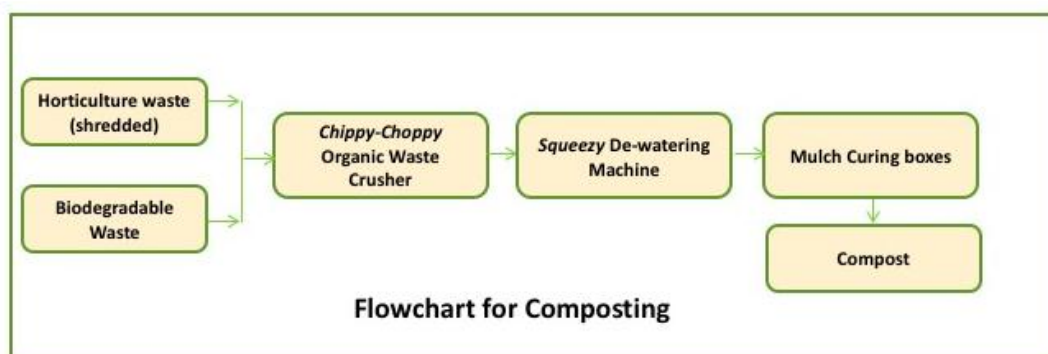 Horticulture waste
(shredded)
Biodegradable
Waste
Chippy-Choppy
Organic Waste
Crusher
Squeezy De-watering
Machine
Mulch Curing boxes
Compost
Flowchart for Composting